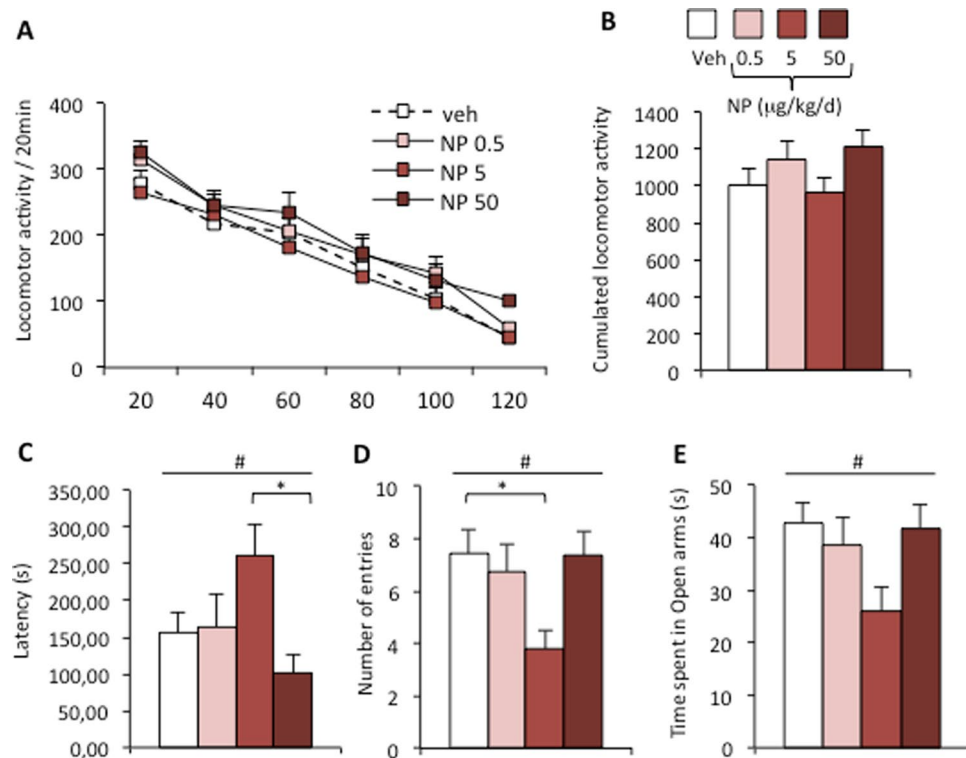 A
Locomotor activity / 20min
400
300
200
100
0
20 40 60 80 100 120
veh
NP 0.5
NP 5
NP 50
B
Veh 0.5 5 50
NP (µg/kg/d)
Cumulated locomotor activity
1400
1200
1000
800
600
400
200
0
C
#
*
Latency (s)
350,00
300,00
250,00
200,00
150,00
100,00
50,00
0,00
D
#
*
Number of entries
10
8
6
4
2
0
E
#
Time spent in Open arms (s)
50
40
30
20
10
0